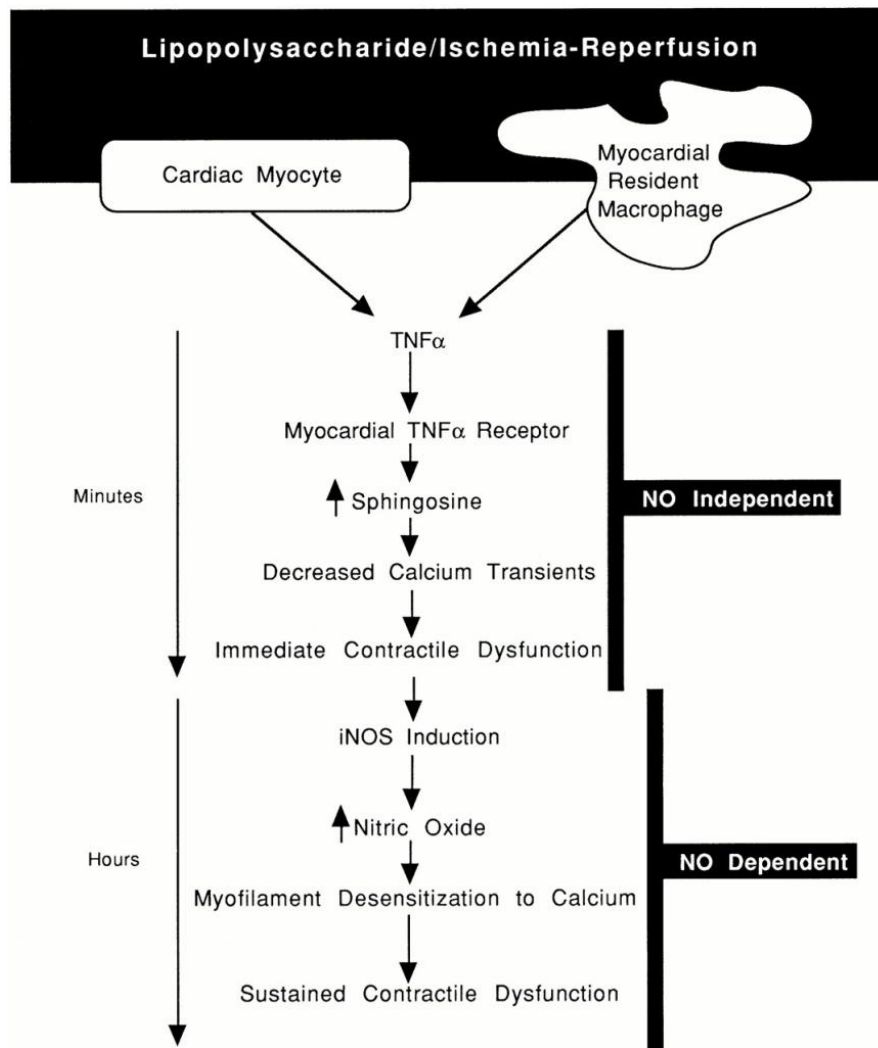 Lipopolysaccharide/Ischemia-Reperfusion
Cardiac Myocyte
Myocardial
Resident
Macrophage
TNFα
Myocardial TNFα Receptor
Minutes
Sphingosine
NO Independent
Decreased Calcium Transients
Immediate Contractile Dysfunction
iNOS Induction
Nitric Oxide
Hours
NO Dependent
Myofilament Desensitization to Calcium
Sustained Contractile Dysfunction